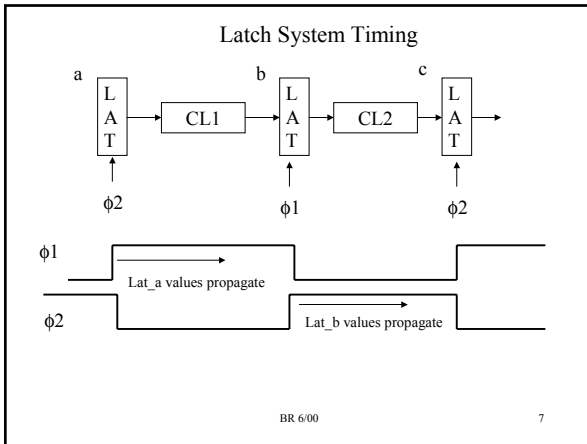 Latch System Timing
a b c
L
A
T
CL1
L
A
T
CL2
L
A
T
ϕ2 ϕ1 ϕ2
ϕ1
Lat_a values propagate
ϕ2
Lat_b values propagate
BR 6/00 7